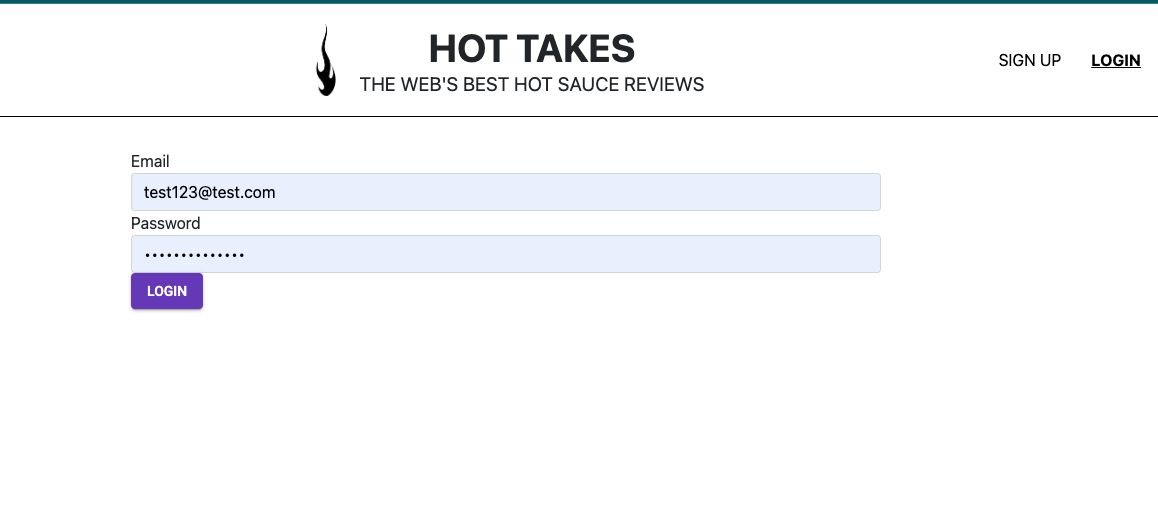 HOT TAKES
THE WEB'S BEST HOT SAUCE REVIEWS
SIGN UP LOGIN
Email
test123@test.com
Password
••••••••••••••
LOGIN